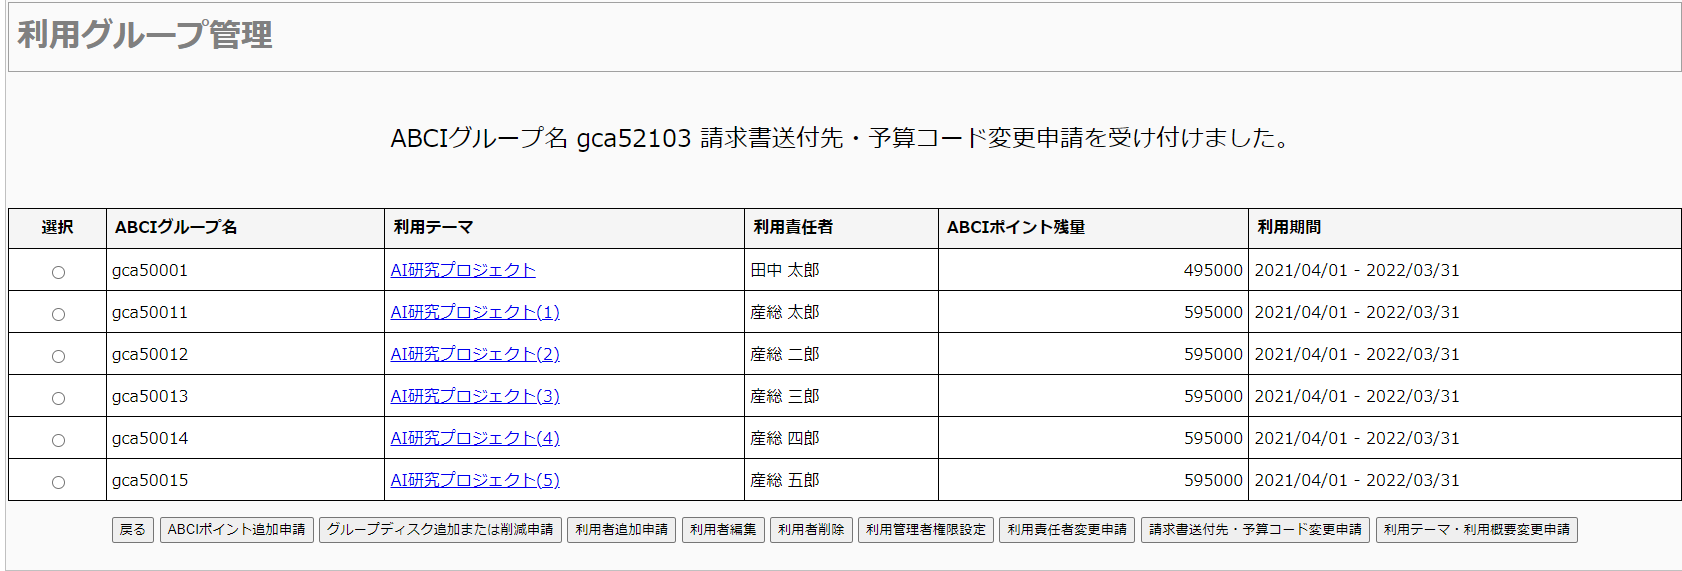 利用グループ管理
ABCIグループ名 gca52103 請求書送付先・予算コード変更申請を受け付けました。
選択 ABCIグループ名 利用テーマ 利用責任者 ABCIポイント残量 利用期間
gca50001 AI研究プロジェクト 田中 太郎 495000 2021/04/01 - 2022/03/31
gca50011 AI研究プロジェクト(1) 産総 太郎 595000 2021/04/01 - 2022/03/31
gca50012 AI研究プロジェクト(2) 産総 二郎 595000 2021/04/01 - 2022/03/31
gca50013 AI研究プロジェクト(3) 産総 三郎 595000 2021/04/01 - 2022/03/31
gca50014 AI研究プロジェクト(4) 産総 四郎 595000 2021/04/01 - 2022/03/31
gca50015 AI研究プロジェクト(5) 産総 五郎 595000 2021/04/01 - 2022/03/31
戻る ABCIポイント追加申請 グループディスク追加または削減申請 利用者追加申請 利用者編集 利用者削除 利用管理者権限設定 利用責任者変更申請 請求書送付先・予算コード変更申請 利用テーマ・利用概要変更申請